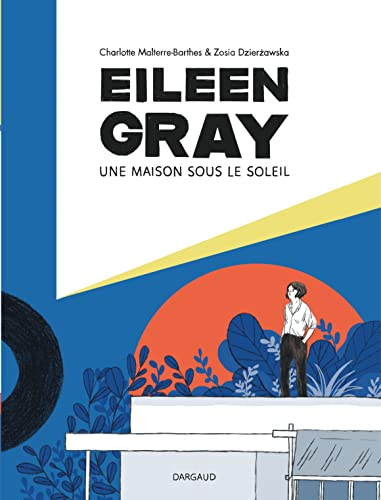 Charlotte Malterre-Barthes & Zosia Dzierżawska
EILEEN
GRAY
UNE MAISON SOUS LE SOLEIL
DARGAUD